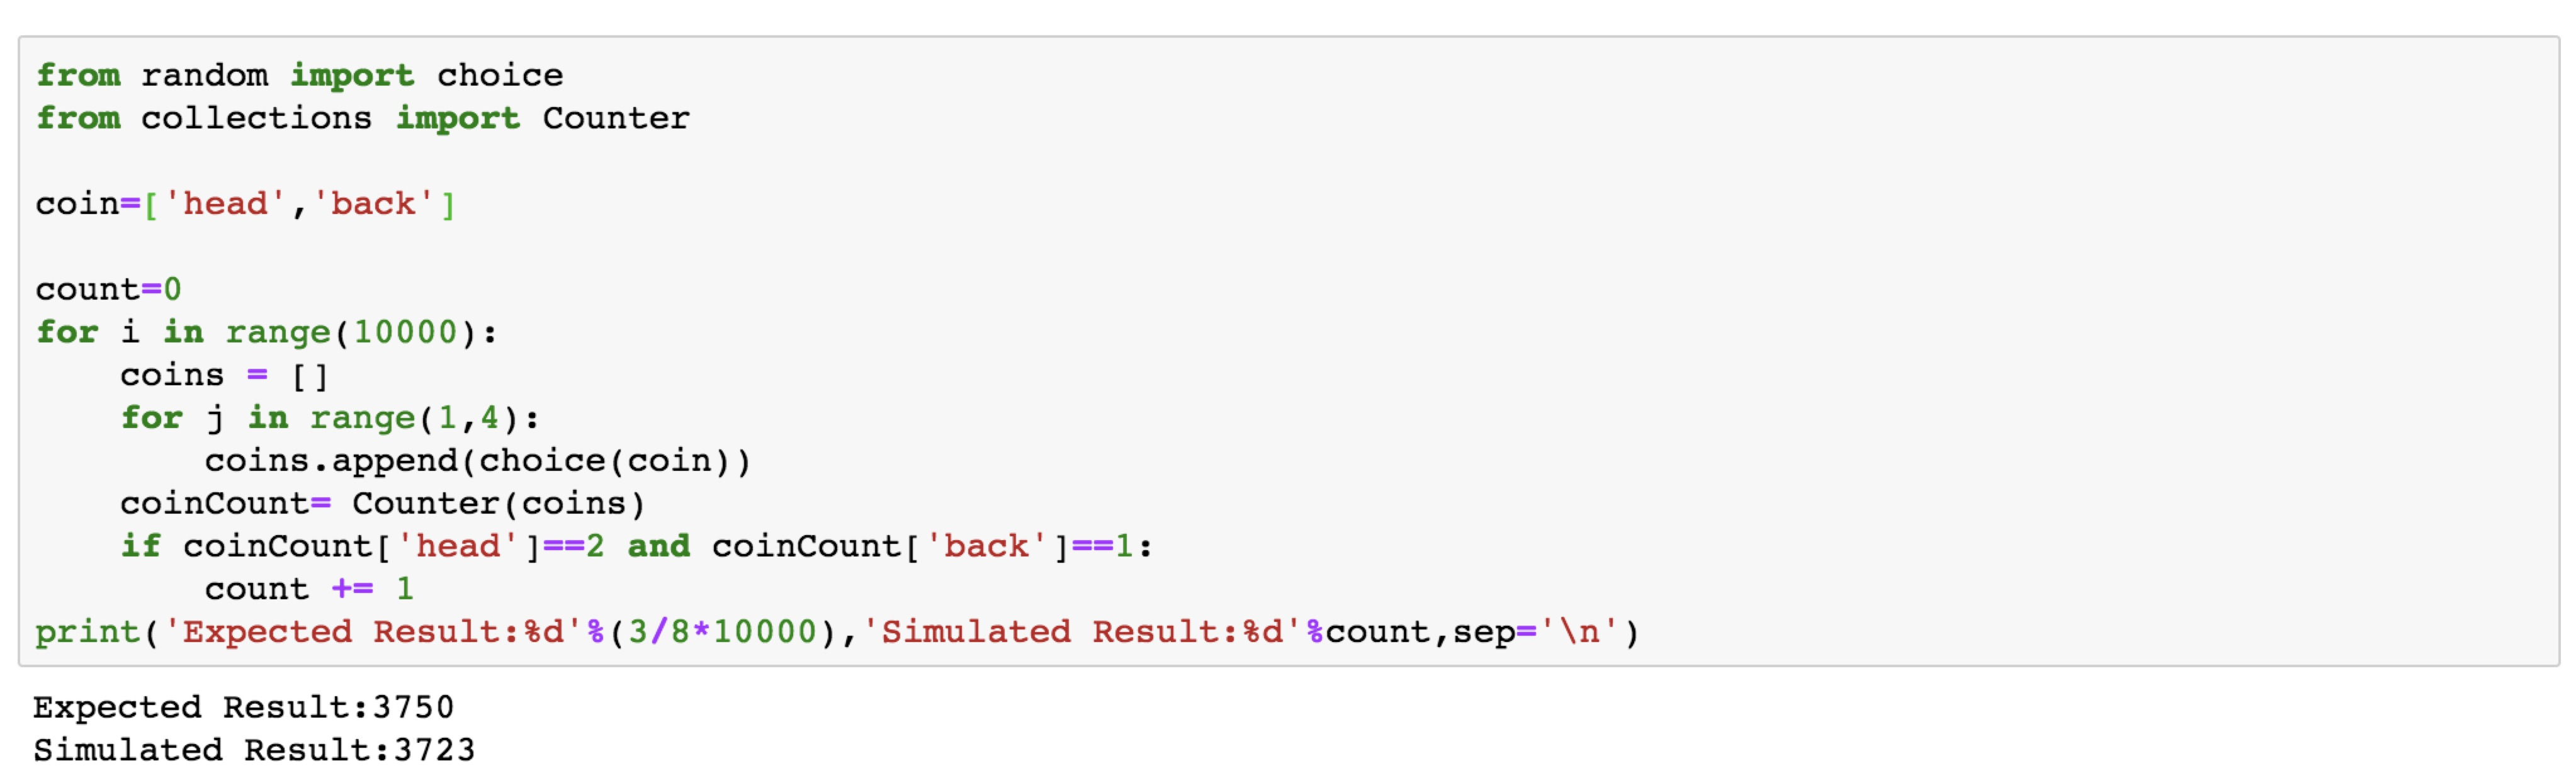 from random import choice
from collections import Counter

coin=['head','back']

count=0
for i in range(10000):
    coins = []
    for j in range(1,4):
        coins.append(choice(coin))
    coinCount= Counter(coins)
    if coinCount['head']==2 and coinCount['back']==1:
        count += 1
print('Expected Result:%d'%(3/8*10000),'Simulated Result:%d'%count,sep='\n')
Expected Result:3750
Simulated Result:3723